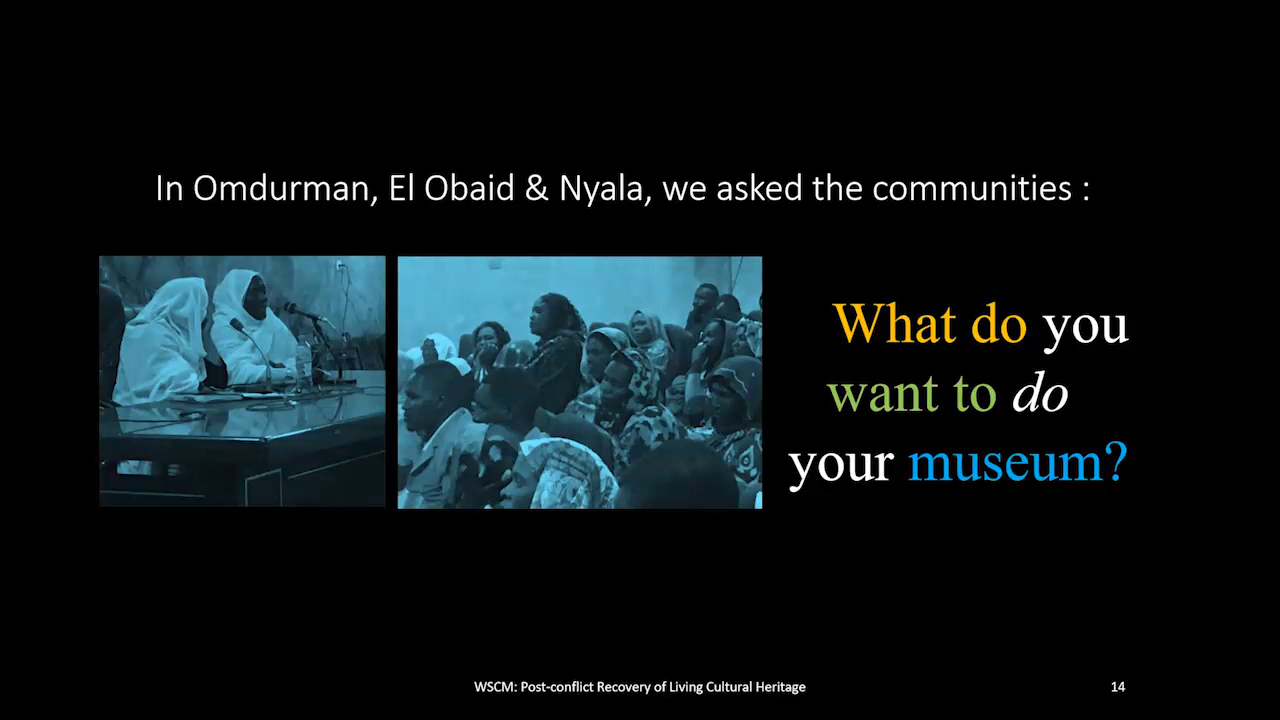 In Omdurman, El Obaid & Nyala, we asked the communities :
What do you
want to do
your museum?
WSCM: Post-conflict Recovery of Living Cultural Heritage
14